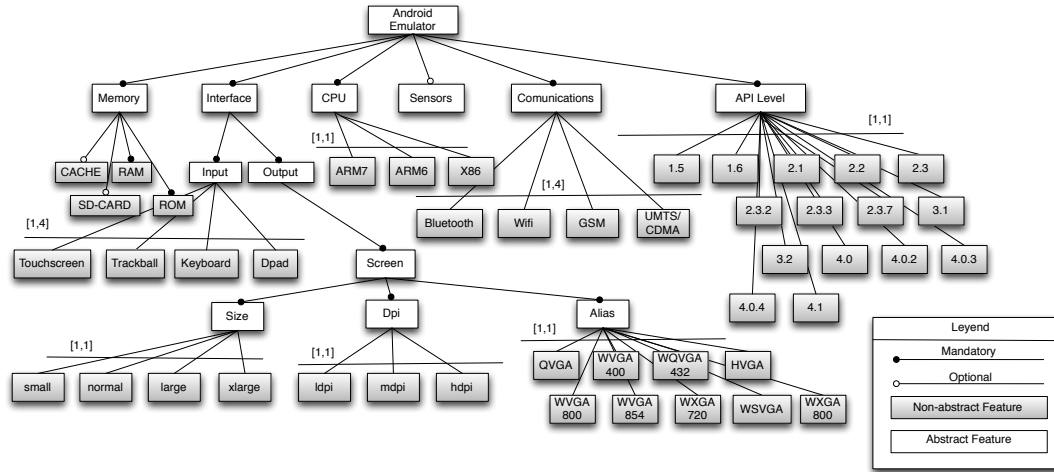 Android
Emulator
Memory
Interface
CPU
Sensors
Comunications
API Level
[1,1]
[1,1]
CACHE
RAM
Input
Output
ARM7
ARM6
X86
1.5
1.6
2.1
2.2
2.3
SD-CARD
ROM
[1,4]
[1,4]
Bluetooth
Wifi
GSM
UMTS/
CDMA
2.3.2
2.3.3
2.3.7
3.1
Touchscreen
Trackball
Keyboard
Dpad
Screen
3.2
4.0
4.0.2
4.0.3
4.0.4
4.1
Size
Dpi
Alias
[1,1]
[1,1]
[1,1]
small
normal
large
xlarge
ldpi
mdpi
hdpi
QVGA
WVGA
400
WQVGA
432
HVGA
WVGA
800
WVGA
854
WXGA
720
WSVGA
WXGA
800
Leyend
Mandatory
Optional
Non-abstract Feature
Abstract Feature